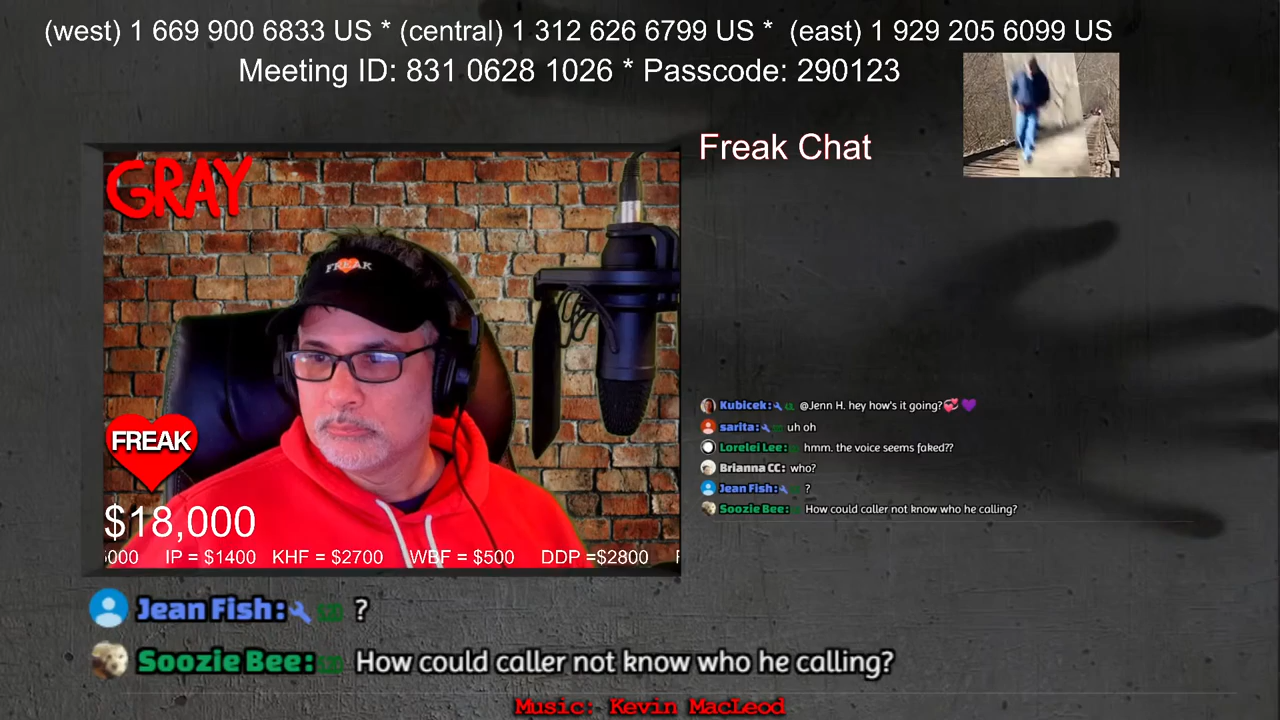 (west) 1 669 900 6833 US * (central) 1 312 626 6799 US * (east) 1 929 205 6099 US
Meeting ID: 831 0628 1026 * Passcode: 290123
Freak Chat
GRAY
FREAK
FREAK
$18,000
IP = $1400 KHF = $2700 WBF = $500 DDP =$2800
Kubicek: @Jenn H. hey how's it going?
sarita: uh oh
Lorelei Lee: hmm. the voice seems faked??
Brianna CC: who?
Jean Fish: ?
Soozie Bee: How could caller not know who he calling?
Jean Fish: ?
Soozie Bee: How could caller not know who he calling?
Music: Kevin MacLeod